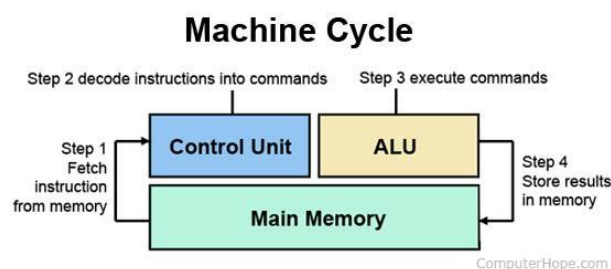 Machine Cycle
Step 2 decode instructions into commands
Step 3 execute commands
Control Unit
ALU
Step 1
Fetch
instruction
from memory
Step 4
Store results
in memory
Main Memory
ComputerHope.com